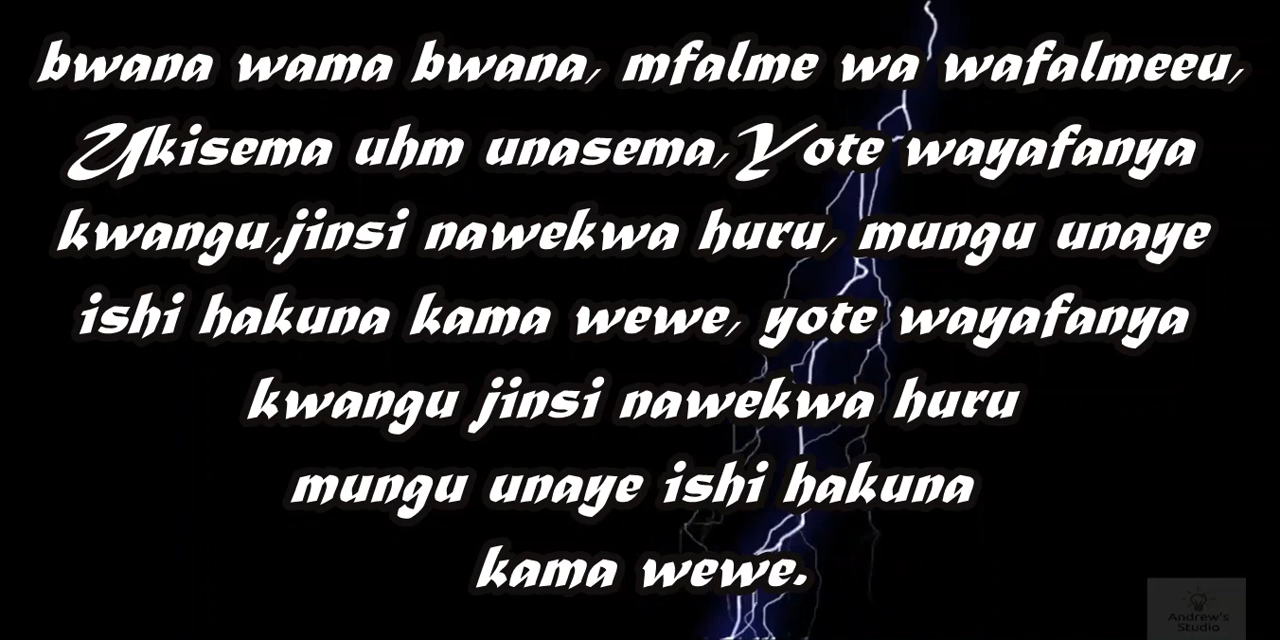 bwana wama bwana, mfalme wa wafalmeeu,
Ukisema uhm unasema,Yote wayafanya
kwangu,jinsi nawekwa huru, mungu unaye
ishi hakuna kama wewe, yote wayafanya
kwangu jinsi nawekwa huru
mungu unaye ishi hakuna
kama wewe.
Andrew's
Studio